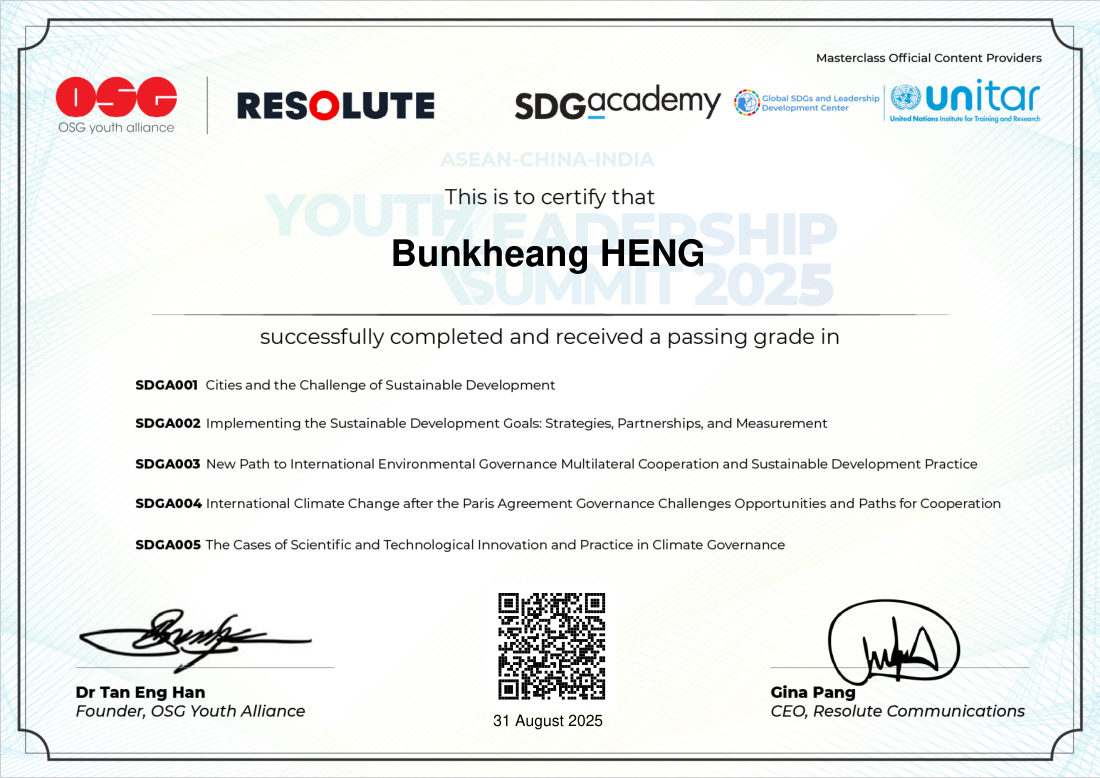 Masterclass Official Content Providers
OSG
OSG youth alliance
RESOLUTE
SDGacademy
Global SDGs and Leadership
Development Center
unitar
United Nations Institute for Training and Research
ASEAN-CHINA-INDIA
This is to certify that
YOUTH LEADERSHIP
SUMMIT 2025
Bunkheang HENG
successfully completed and received a passing grade in
SDGA001 Cities and the Challenge of Sustainable Development
SDGA002 Implementing the Sustainable Development Goals: Strategies, Partnerships, and Measurement
SDGA003 New Path to International Environmental Governance Multilateral Cooperation and Sustainable Development Practice
SDGA004 International Climate Change after the Paris Agreement Governance Challenges Opportunities and Paths for Cooperation
SDGA005 The Cases of Scientific and Technological Innovation and Practice in Climate Governance
Dr Tan Eng Han
Founder, OSG Youth Alliance
31 August 2025
Gina Pang
CEO, Resolute Communications